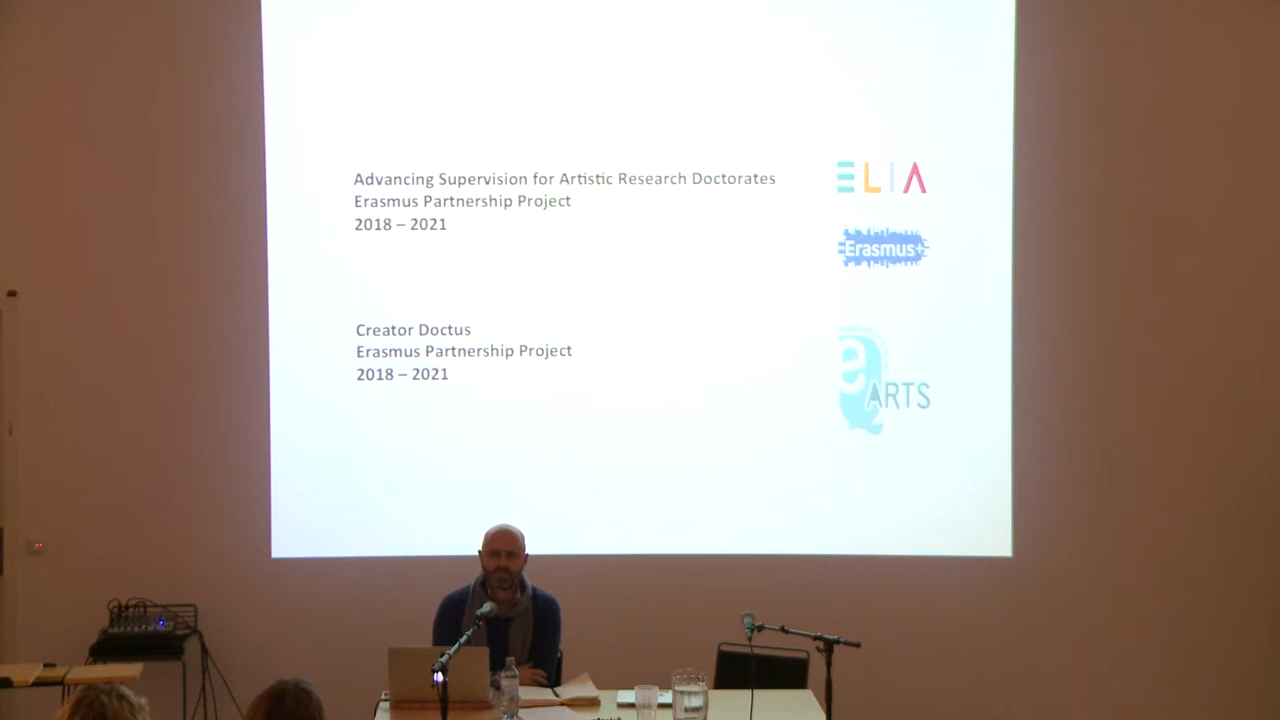 Advancing Supervision for Artistic Research Doctorates
Erasmus Partnership Project
2018 – 2021
ELIA
Erasmus+
Creator Doctus
Erasmus Partnership Project
2018 – 2021
eQ
ARTS